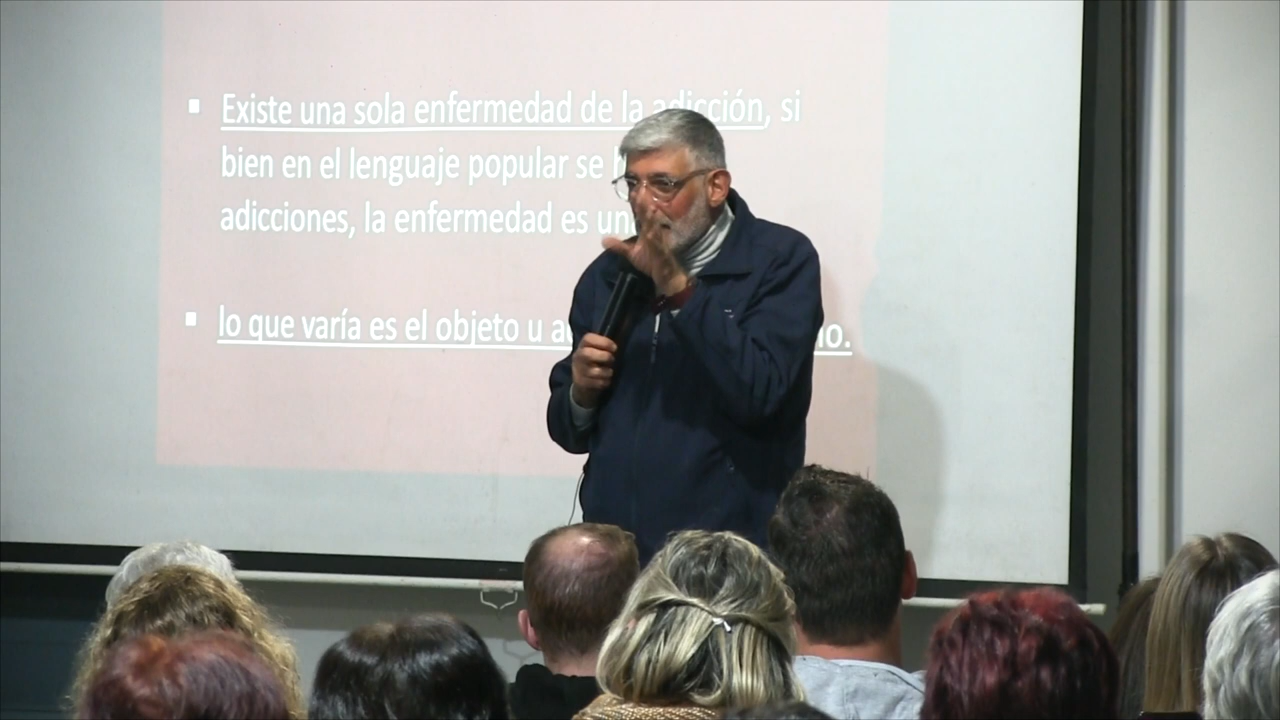 Existe una sola enfermedad de la adicción, si
bien en el lenguaje popular se
adicciones, la enfermedad es
lo que varía es el objeto u